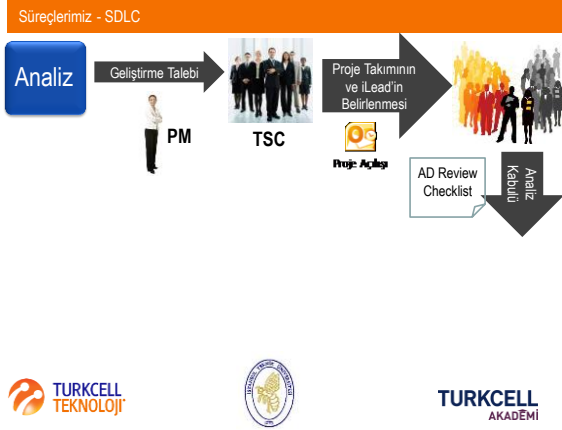 Süreçlerimiz - SDLC
Analiz
Geliştirme Talebi
PM
TSC
Proje Takımının
ve iLead'in
Belirlenmesi
Proje Açılışı
AD Review
Checklist
Analiz
Kabulü
TURKCELL
TEKNOLOJİ
TURKCELL
AKADEMİ